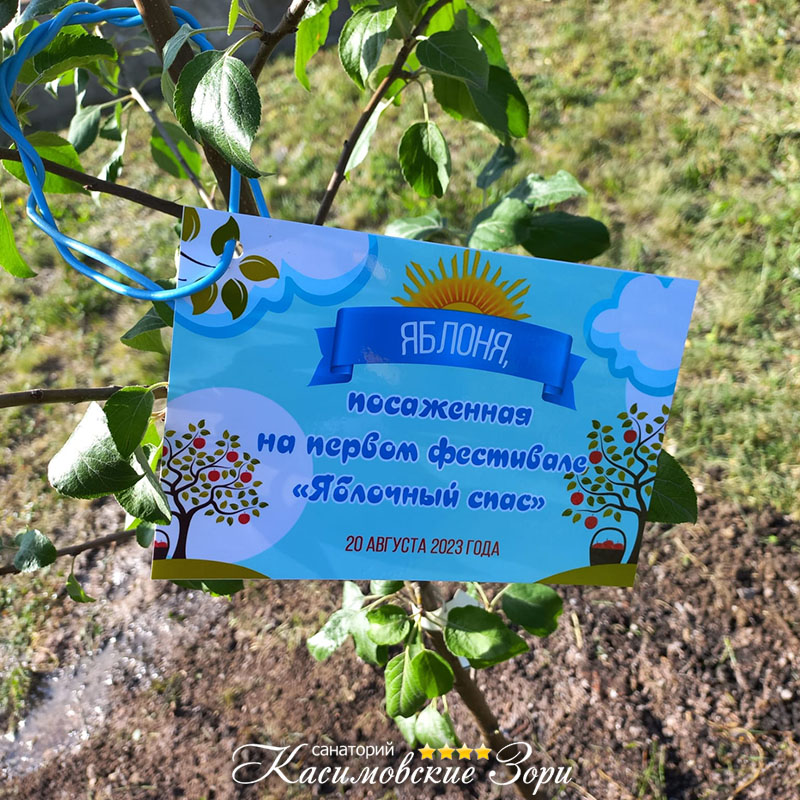 ЯБЛОНЯ,
посаженная
на первом фестивале
«Яблочный спас»
20 АВГУСТА 2023 ГОДА
санаторий
Касимовские Зори